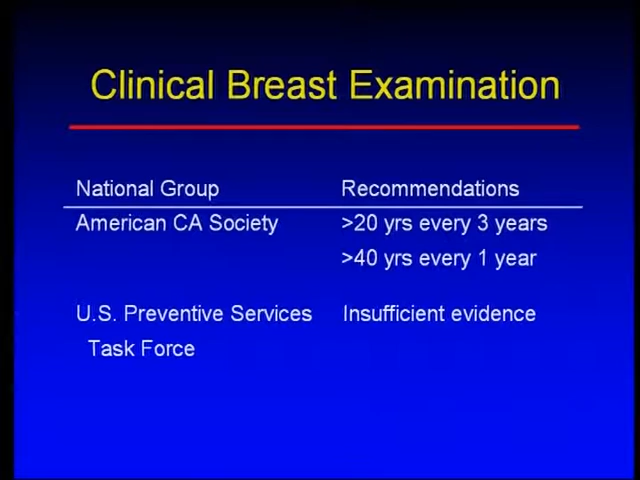 Clinical Breast Examination
National Group Recommendations
American CA Society >20 yrs every 3 years
>40 yrs every 1 year
U.S. Preventive Services Insufficient evidence
Task Force